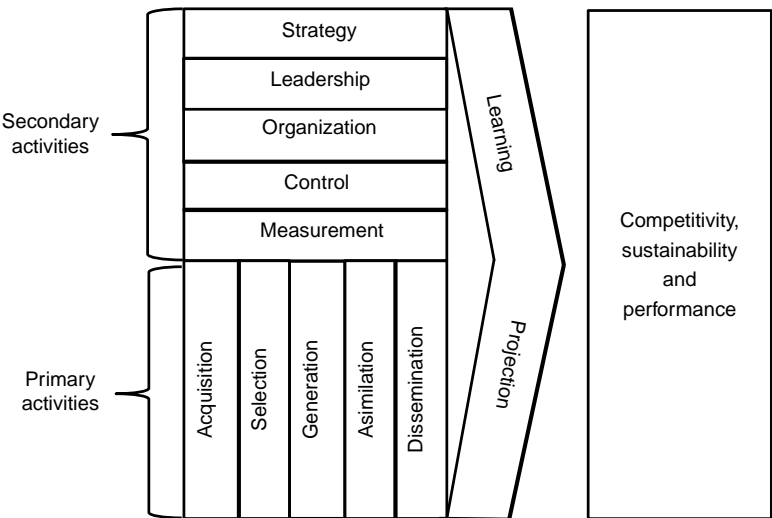 Strategy
Leadership
Organization
Control
Measurement
Secondary
activities
Primary
activities
Acquisition
Selection
Generation
Asimilation
Dissemination
Learning
Projection
Competitivity,
sustainability
and
performance